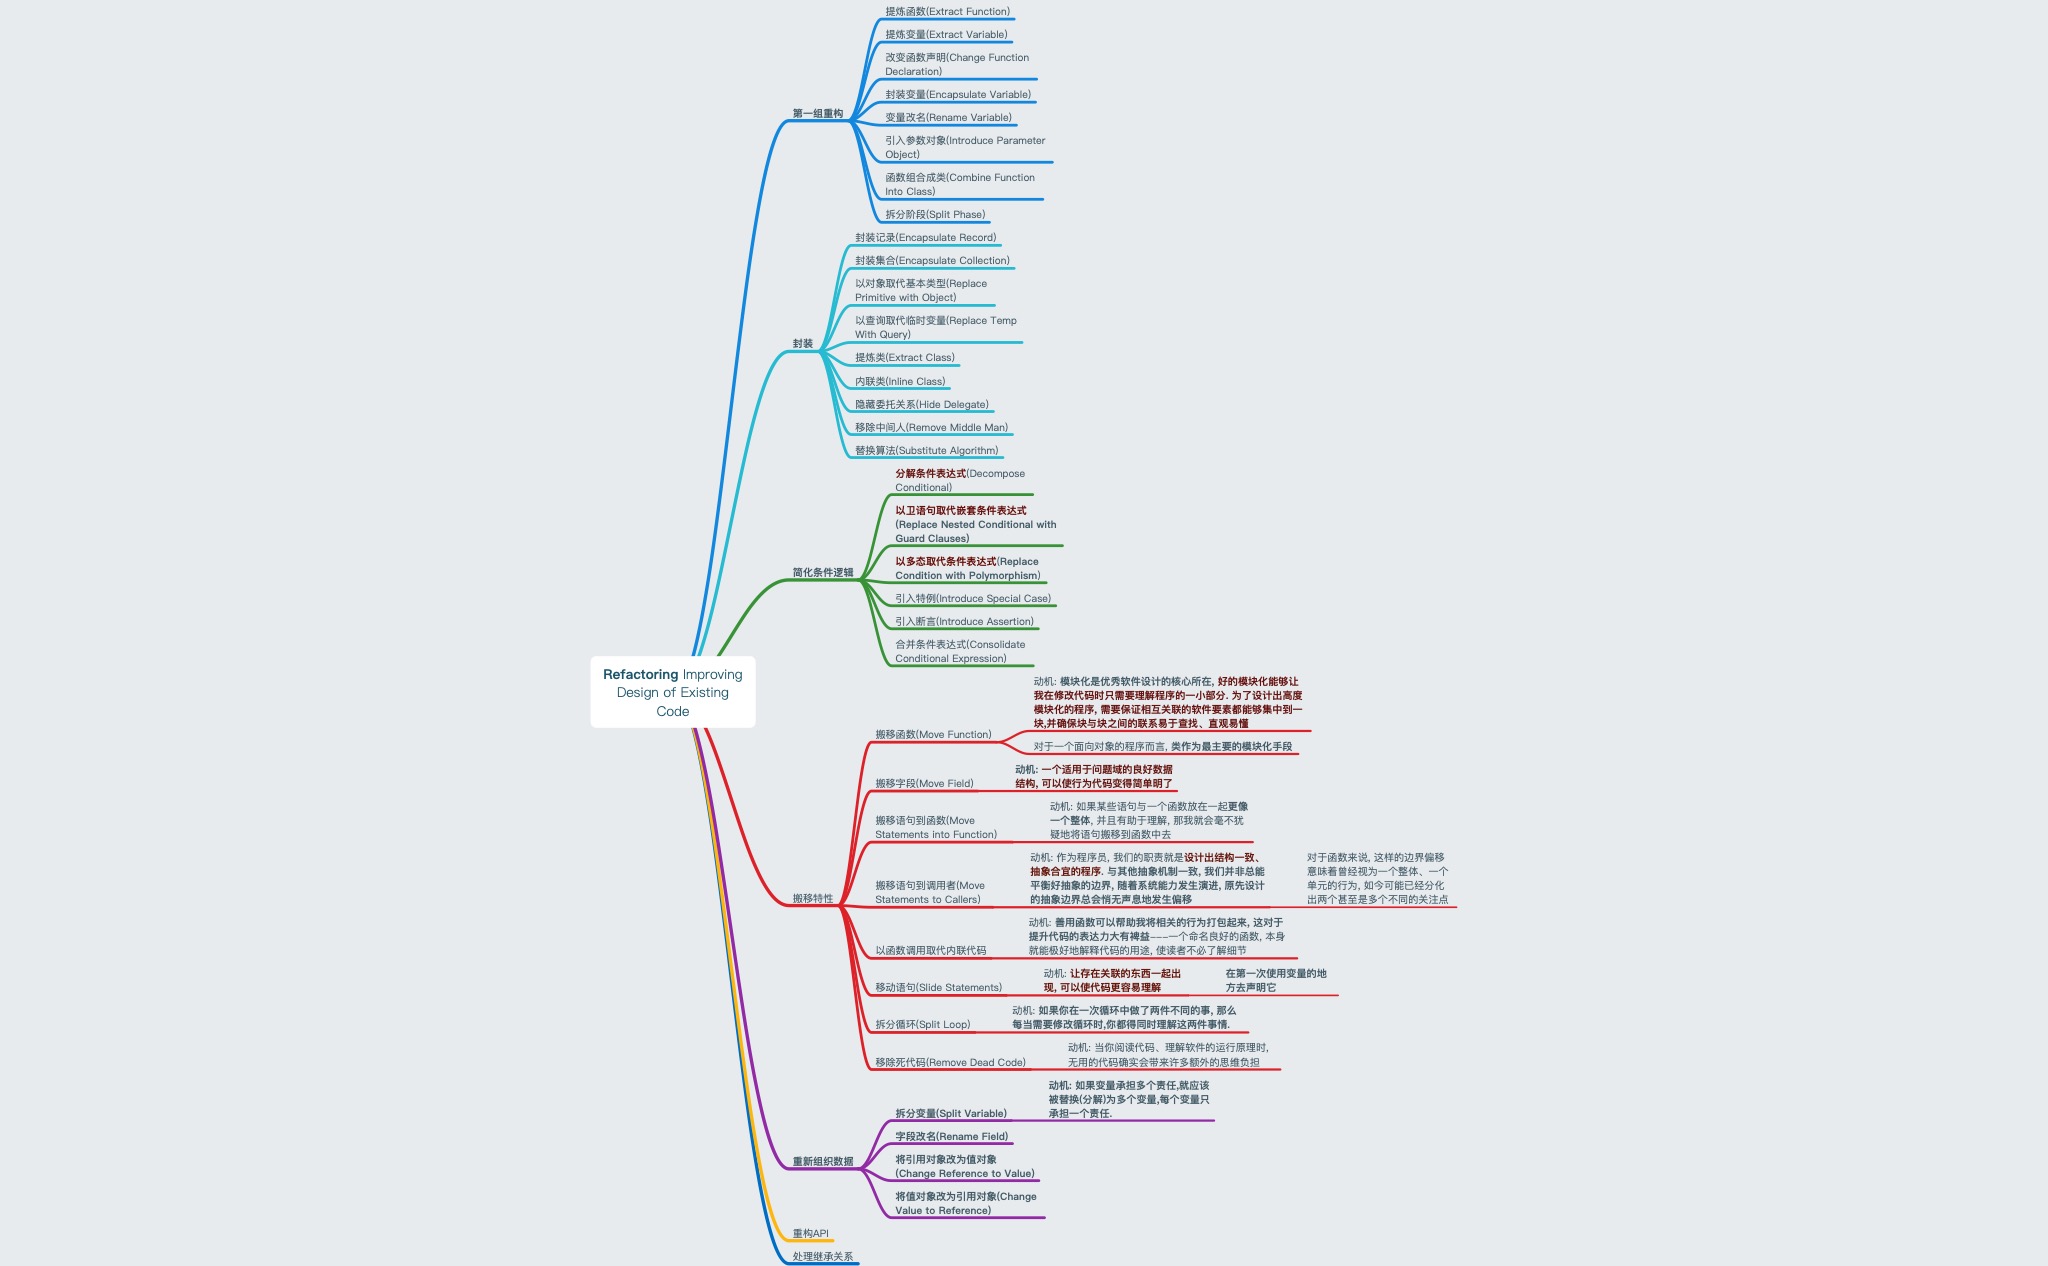 提炼函数(Extract Function)
提炼变量(Extract Variable)
改变函数声明(Change Function
Declaration)
封装变量(Encapsulate Variable)
第一组重构
变量改名(Rename Variable)
引入参数对象(Introduce Parameter
Object)
函数组合成类(Combine Function
Into Class)
拆分阶段(Split Phase)
封装记录(Encapsulate Record)
封装集合(Encapsulate Collection)
以对象取代基本类型(Replace
Primitive with Object)
以查询取代临时变量(Replace Temp
With Query)
封装
提炼类(Extract Class)
内联类(Inline Class)
隐藏委托关系(Hide Delegate)
移除中间人(Remove Middle Man)
替换算法(Substitute Algorithm)
分解条件表达式(Decompose
Conditional)
以卫语句取代嵌套条件表达式
(Replace Nested Conditional with
Guard Clauses)
以多态取代条件表达式(Replace
Condition with Polymorphism)
简化条件逻辑
引入特例(Introduce Special Case)
引入断言(Introduce Assertion)
合并条件表达式(Consolidate
Conditional Expression)
Refactoring Improving
Design of Existing
Code
动机: 模块化是优秀软件设计的核心所在, 好的模块化能够让
我在修改代码时只需要理解程序的一小部分. 为了设计出高度
模块化的程序, 需要保证相互关联的软件要素都能够集中到一
块,并确保块与块之间的联系易于查找、直观易懂
搬移函数(Move Function)
对于一个面向对象的程序而言, 类作为最主要的模块化手段
动机: 一个适用于问题域的良好数据
结构, 可以使行为代码变得简单明了
搬移字段(Move Field)
动机: 如果某些语句与一个函数放在一起更像
一个整体, 并且有助于理解, 那我就会毫不犹
疑地将语句搬移到函数中去
搬移语句到函数(Move
Statements into Function)
动机: 作为程序员, 我们的职责就是设计出结构一致、
抽象合宜的程序. 与其他抽象机制一致, 我们并非总能
平衡好抽象的边界, 随着系统能力发生演进, 原先设计
的抽象边界总会悄无声息地发生偏移
对于函数来说, 这样的边界偏移
意味着曾经视为一个整体、一个
单元的行为, 如今可能已经分化
出两个甚至是多个不同的关注点
搬移语句到调用者(Move
Statements to Callers)
搬移特性
动机: 善用函数可以帮助我将相关的行为打包起来, 这对于
提升代码的表达力大有裨益---一个命名良好的函数, 本身
就能极好地解释代码的用途, 使读者不必了解细节
以函数调用取代内联代码
动机: 让存在关联的东西一起出
现, 可以使代码更容易理解
在第一次使用变量的地
方去声明它
移动语句(Slide Statements)
动机: 如果你在一次循环中做了两件不同的事, 那么
每当需要修改循环时,你都得同时理解这两件事情.
拆分循环(Split Loop)
动机: 当你阅读代码、理解软件的运行原理时,
无用的代码确实会带来许多额外的思维负担
移除死代码(Remove Dead Code)
动机: 如果变量承担多个责任,就应该
被替换(分解)为多个变量,每个变量只
承担一个责任.
拆分变量(Split Variable)
字段改名(Rename Field)
重新组织数据
将引用对象改为值对象
(Change Reference to Value)
将值对象改为引用对象(Change
Value to Reference)
重构API
处理继承关系